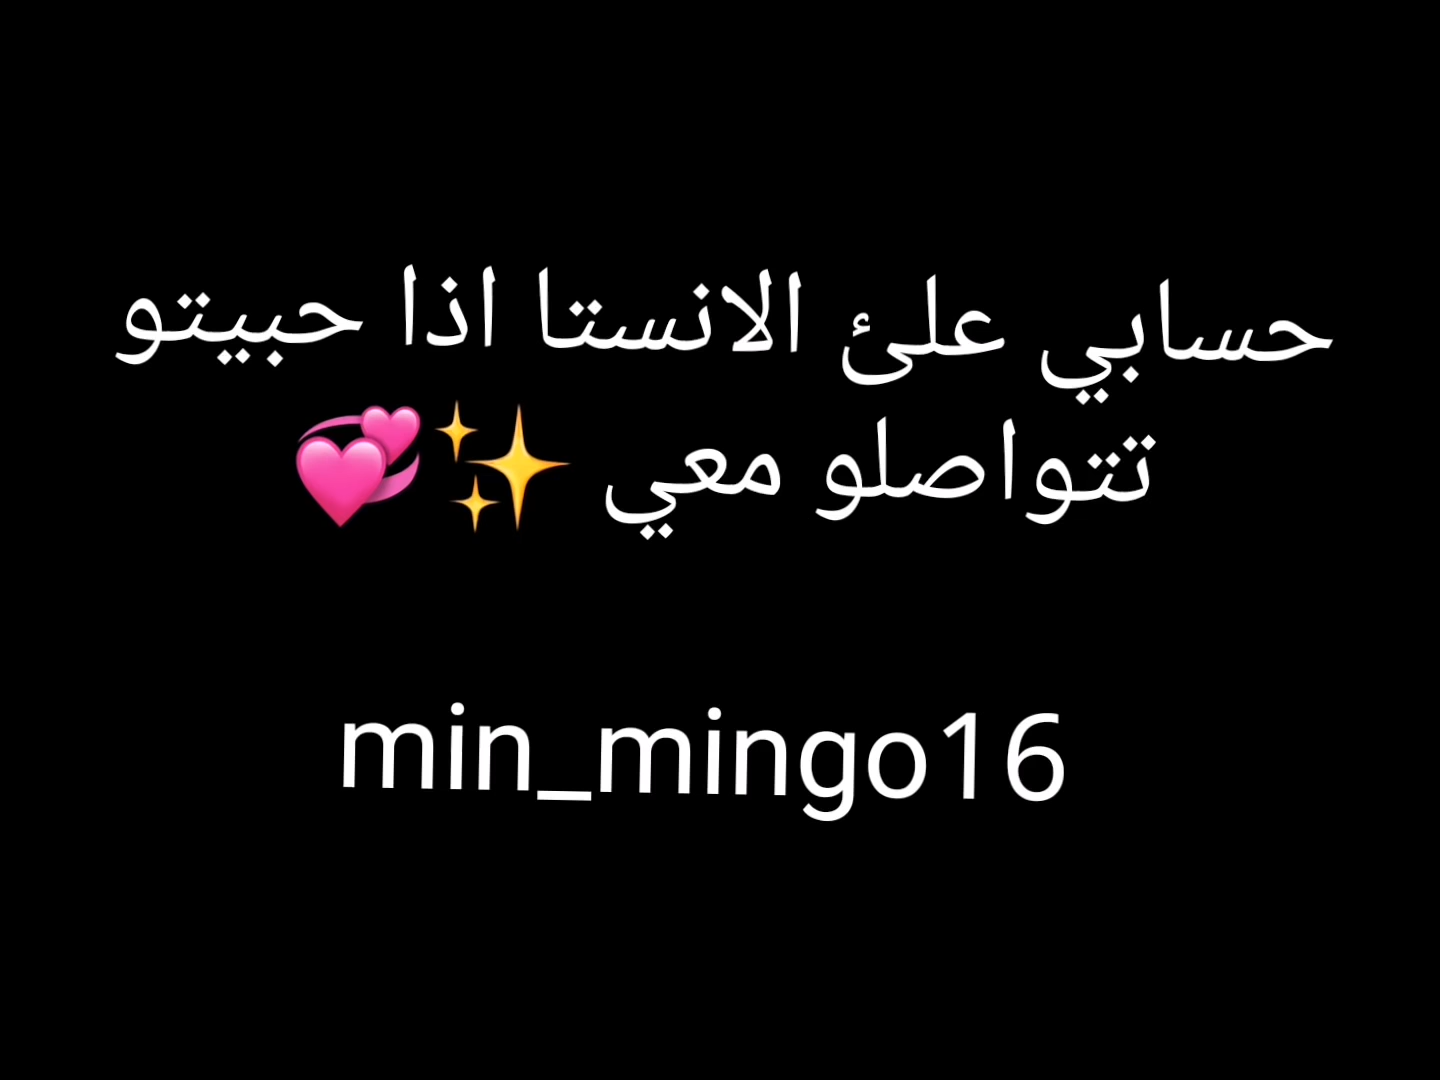 حسابي علئ الانستا اذا حبيتو
تتواصلو معي ✨💞
min_mingo16